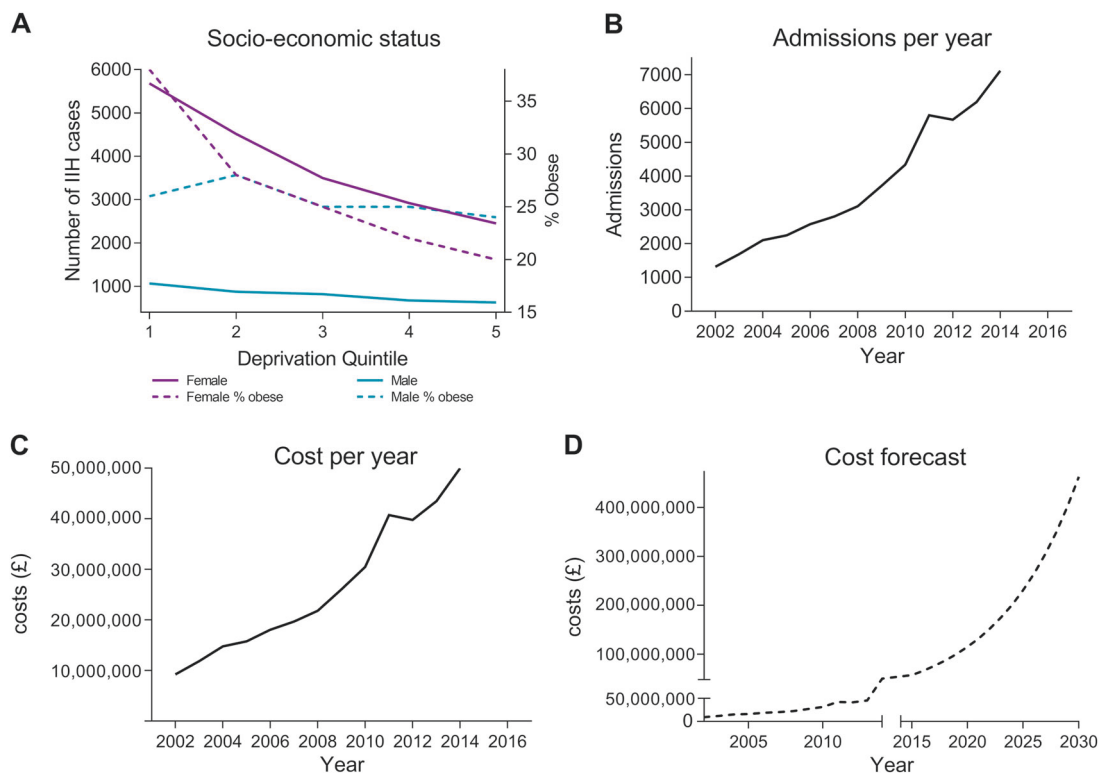 A
Socio-economic status
Number of IIH cases
6000
5000
4000
3000
2000
1000
35
30
25
20
15
% Obese
1 2 3 4 5
Deprivation Quintile
Female
Male
Female % obese
Male % obese
B
Admissions per year
Admissions
7000
6000
5000
4000
3000
2000
1000
0
2002 2004 2006 2008 2010 2012 2014 2016
Year
C
Cost per year
costs (£)
50,000,000
40,000,000
30,000,000
20,000,000
10,000,000
2002 2004 2006 2008 2010 2012 2014 2016
Year
D
Cost forecast
costs (£)
400,000,000
300,000,000
200,000,000
100,000,000
50,000,000
0
2005 2010 2015 2020 2025 2030
Year